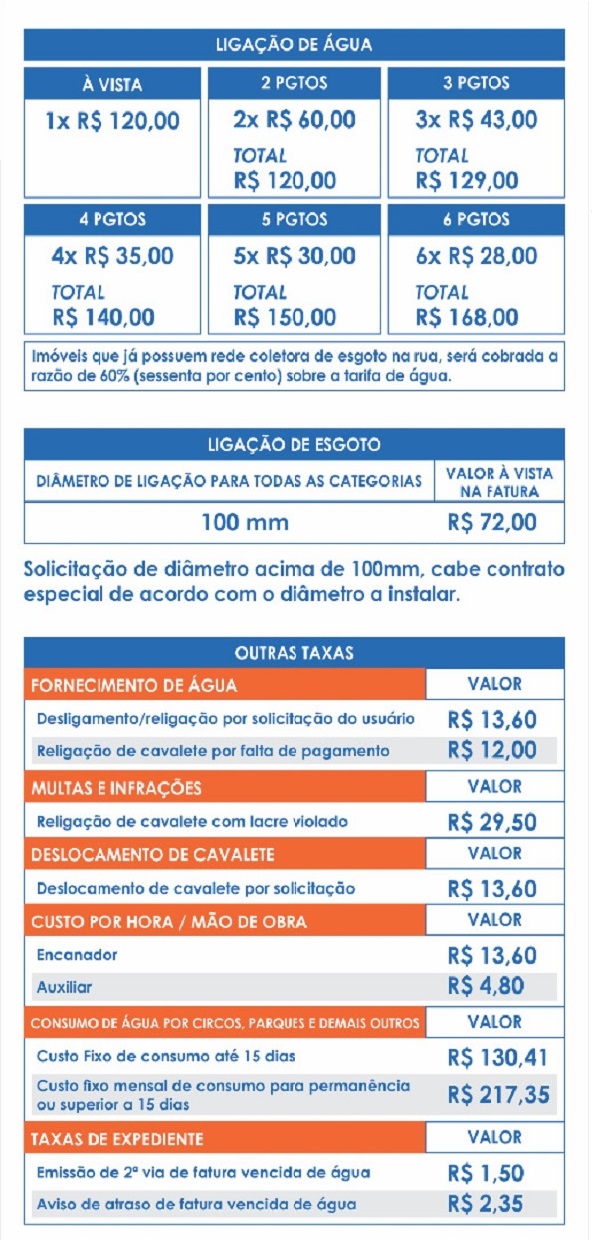 LIGAÇÃO DE ÁGUA
À VISTA
1x R$ 120,00
2 PGTOS
2x R$ 60,00
TOTAL
R$ 120,00
3 PGTOS
3x R$ 43,00
TOTAL
R$ 129,00
4 PGTOS
4x R$ 35,00
TOTAL
R$ 140,00
5 PGTOS
5x R$ 30,00
TOTAL
R$ 150,00
6 PGTOS
6x R$ 28,00
TOTAL
R$ 168,00
Imóveis que já possuem rede coletora de esgoto na rua, será cobrada a
razão de 60% (sessenta por cento) sobre a tarifa de água.
LIGAÇÃO DE ESGOTO
DIÂMETRO DE LIGAÇÃO PARA TODAS AS CATEGORIAS
VALOR À VISTA
NA FATURA
100 mm R$ 72,00
Solicitação de diâmetro acima de 100mm, cabe contrato
especial de acordo com o diâmetro a instalar.
OUTRAS TAXAS
FORNECIMENTO DE ÁGUA VALOR
Desligamento/religação por solicitação do usuário R$ 13,60
Religação de cavalete por falta de pagamento R$ 12,00
MULTAS E INFRAÇÕES VALOR
Religação de cavalete com lacre violado R$ 29,50
DESLOCAMENTO DE CAVALETE VALOR
Deslocamento de cavalete por solicitação R$ 13,60
CUSTO POR HORA / MÃO DE OBRA VALOR
Encanador R$ 13,60
Auxiliar R$ 4,80
CONSUMO DE ÁGUA POR CIRCOS, PARQUES E DEMAIS OUTROS VALOR
Custo Fixo de consumo até 15 dias R$ 130,41
Custo fixo mensal de consumo para permanência
ou superior a 15 dias R$ 217,35
TAXAS DE EXPEDIENTE VALOR
Emissão de 2ª via de fatura vencida de água R$ 1,50
Aviso de atraso de fatura vencida de água R$ 2,35